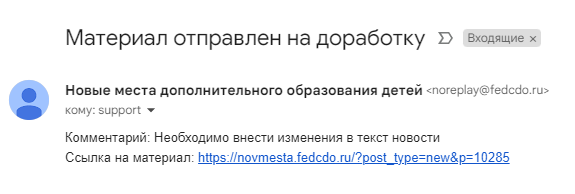 Материал отправлен на доработку Входящие ×
Новые места дополнительного образования детей <noreplay@fedcdo.ru>
кому: support
Комментарий: Необходимо внести изменения в текст новости
Ссылка на материал: https://novmesta.fedcdo.ru/?post_type=new&p=10285